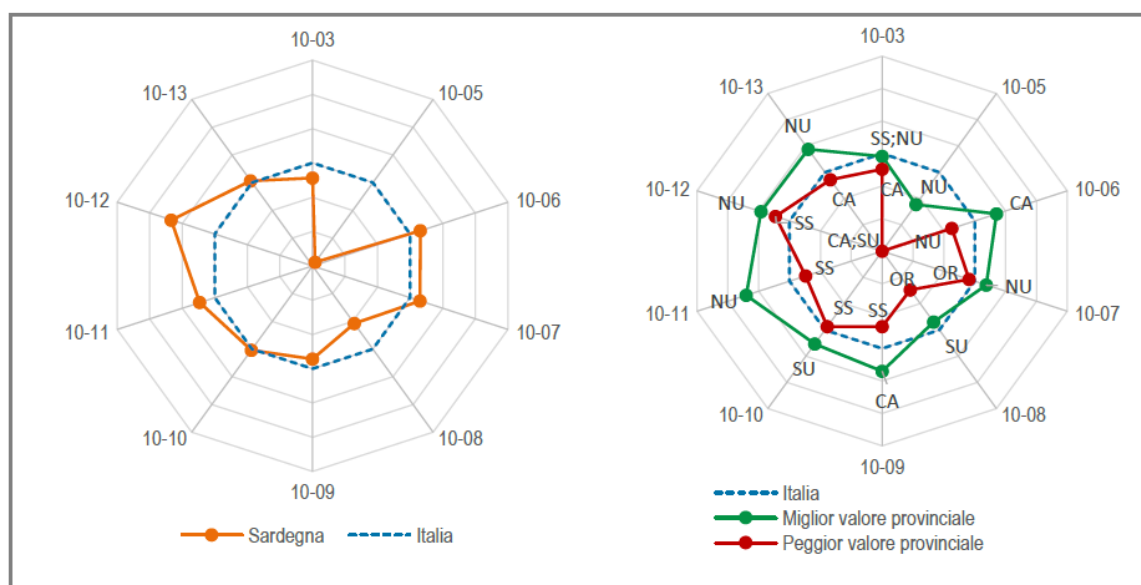 10-03
10-13
10-05
10-12
10-06
10-11
10-07
10-10
10-08
10-09
Sardegna
Italia
10-03
10-13
10-05
NU
SS;NU
10-12
NU
10-06
CA
CA
NU
CA
SS
CA;SU
NU
SS
OR
OR
NU
NU
10-11
SS
SS
10-07
SU
SU
CA
10-10
10-08
10-09
Italia
Miglior valore provinciale
Peggior valore provinciale